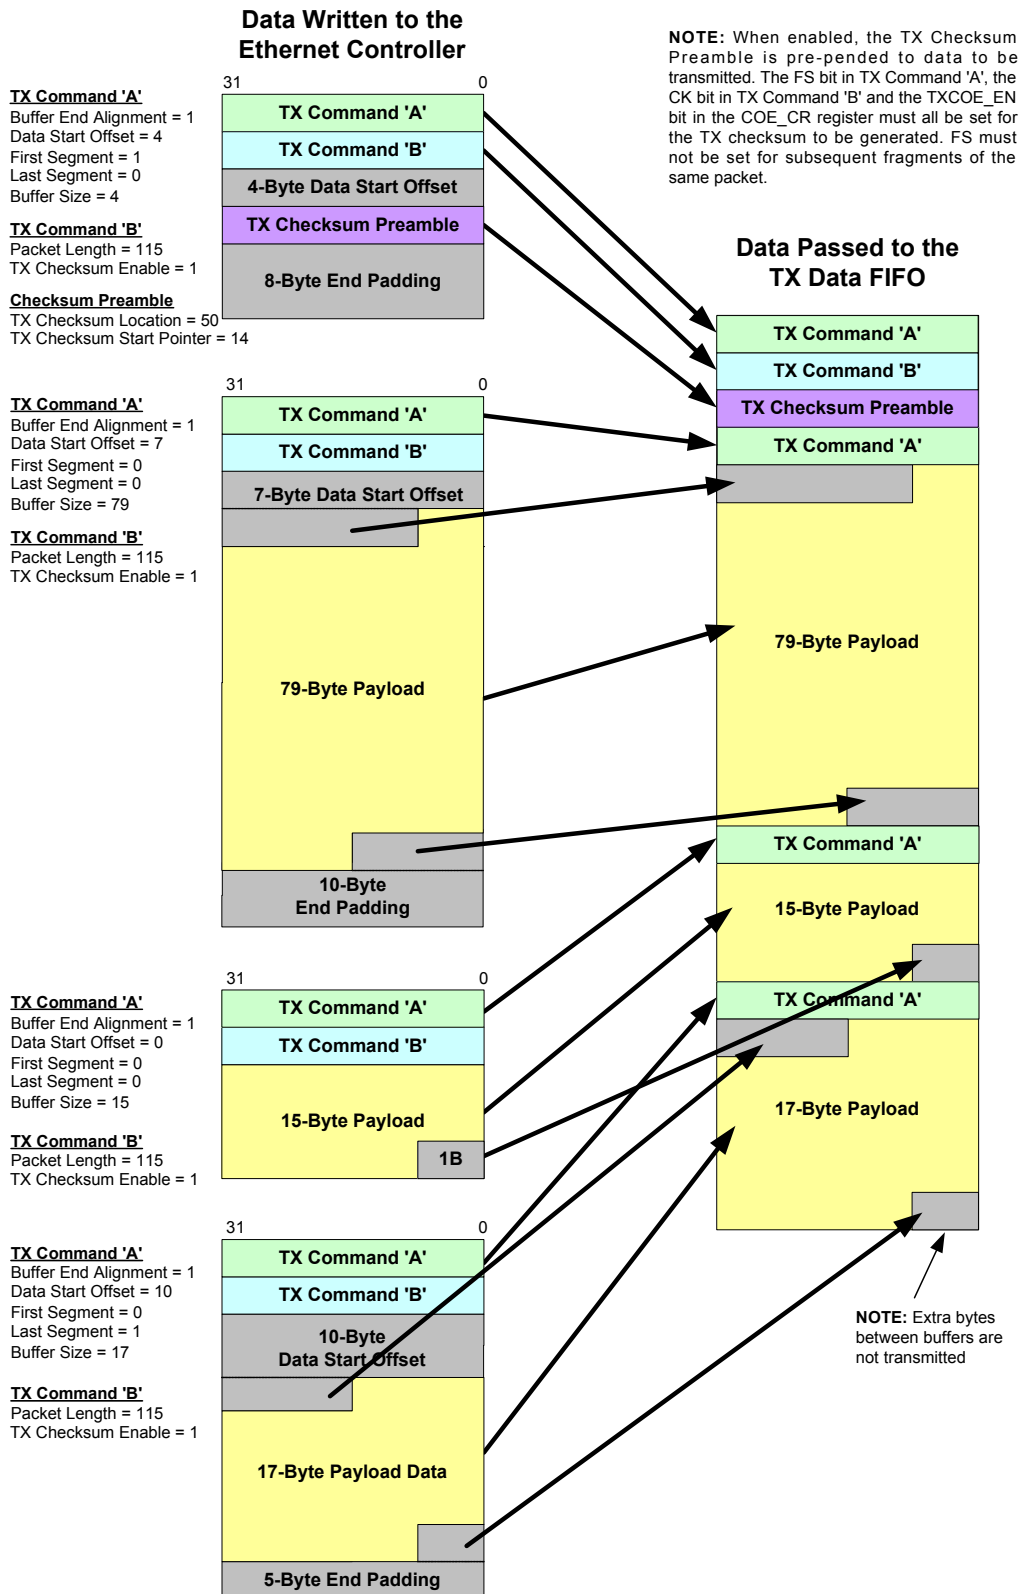 Data Written to the
Ethernet Controller
NOTE: When enabled, the TX Checksum
Preamble is pre-pended to data to be
transmitted. The FS bit in TX Command 'A', the
CK bit in TX Command 'B' and the TXCOE_EN
bit in the COE_CR register must all be set for
the TX checksum to be generated. FS must
not be set for subsequent fragments of the
same packet.
31 0
TX Command 'A'
Buffer End Alignment = 1
Data Start Offset = 4
First Segment = 1
Last Segment = 0
Buffer Size = 4
TX Command 'B'
Packet Length = 115
TX Checksum Enable = 1
Checksum Preamble
TX Checksum Location = 50
TX Checksum Start Pointer = 14
TX Command 'A'
TX Command 'B'
4-Byte Data Start Offset
TX Checksum Preamble
8-Byte End Padding
Data Passed to the
TX Data FIFO
TX Command 'A'
TX Command 'B'
TX Checksum Preamble
TX Command 'A'
79-Byte Payload
TX Command 'A'
15-Byte Payload
TX Command 'A'
17-Byte Payload
NOTE: Extra bytes
between buffers are
not transmitted
31 0
TX Command 'A'
Buffer End Alignment = 1
Data Start Offset = 7
First Segment = 0
Last Segment = 0
Buffer Size = 79
TX Command 'B'
Packet Length = 115
TX Checksum Enable = 1
TX Command 'A'
TX Command 'B'
7-Byte Data Start Offset
79-Byte Payload
10-Byte
End Padding
31 0
TX Command 'A'
Buffer End Alignment = 1
Data Start Offset = 0
First Segment = 0
Last Segment = 0
Buffer Size = 15
TX Command 'B'
Packet Length = 115
TX Checksum Enable = 1
TX Command 'A'
TX Command 'B'
15-Byte Payload
1B
31 0
TX Command 'A'
Buffer End Alignment = 1
Data Start Offset = 10
First Segment = 0
Last Segment = 1
Buffer Size = 17
TX Command 'B'
Packet Length = 115
TX Checksum Enable = 1
TX Command 'A'
TX Command 'B'
10-Byte
Data Start Offset
17-Byte Payload Data
5-Byte End Padding